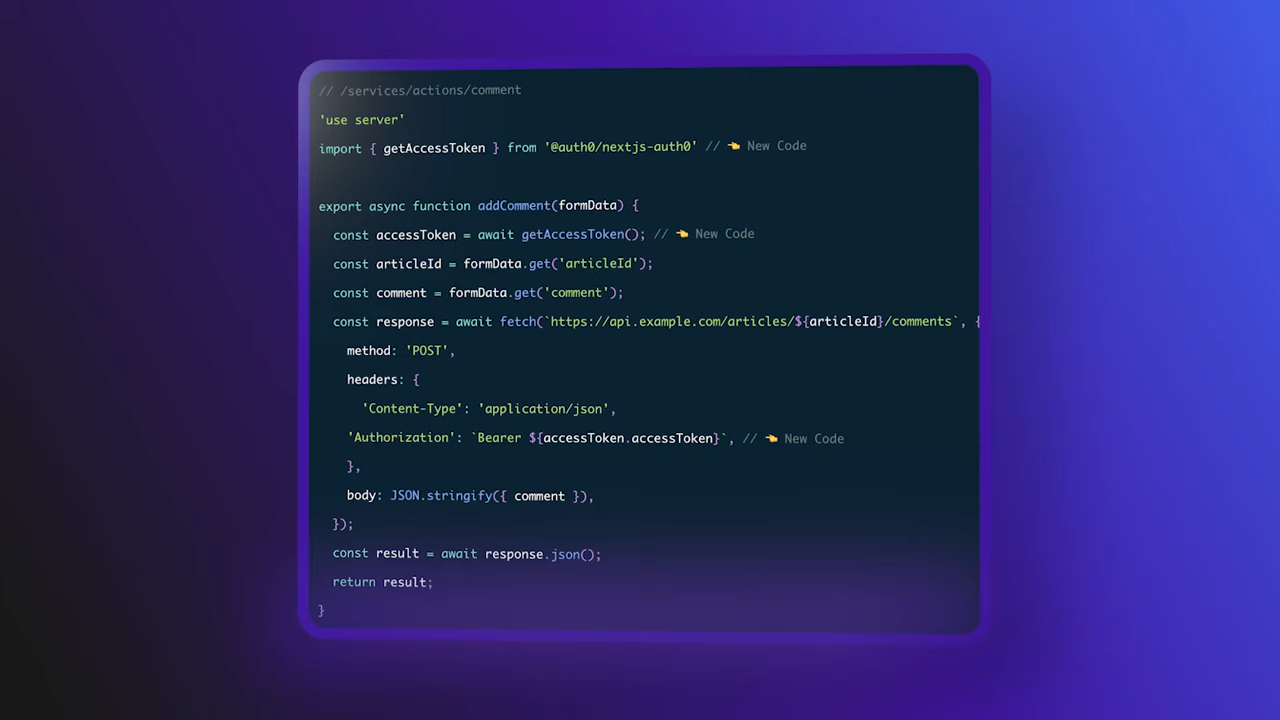 // /services/actions/comment
'use server'
import { getAccessToken } from '@auth0/nextjs-auth0' // 👈 New Code
export async function addComment(formData) {
const accessToken = await getAccessToken(); // 👈 New Code
const articleId = formData.get('articleId');
const comment = formData.get('comment');
const response = await fetch(`https://api.example.com/articles/${articleId}/comments`, {
method: 'POST',
headers: {
'Content-Type': 'application/json',
'Authorization': `Bearer ${accessToken.accessToken}`, // 👈 New Code
},
body: JSON.stringify({ comment }),
});
const result = await response.json();
return result;
}